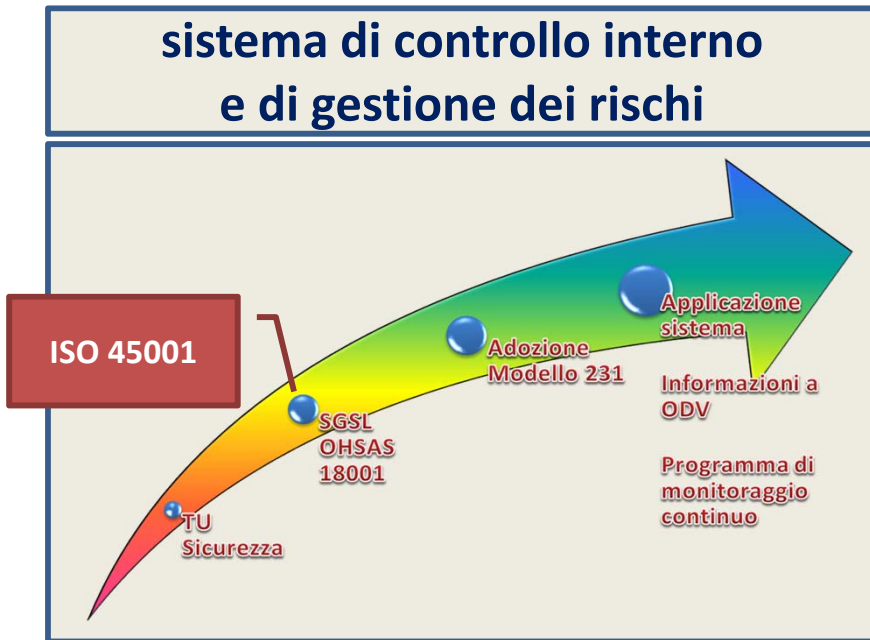 sistema di controllo interno
e di gestione dei rischi
ISO 45001
TU
Sicurezza
SGSL
OHSAS
18001
Adozione
Modello 231
Applicazione
sistema
Informazioni a
ODV
Programma di
monitoraggio
continuo